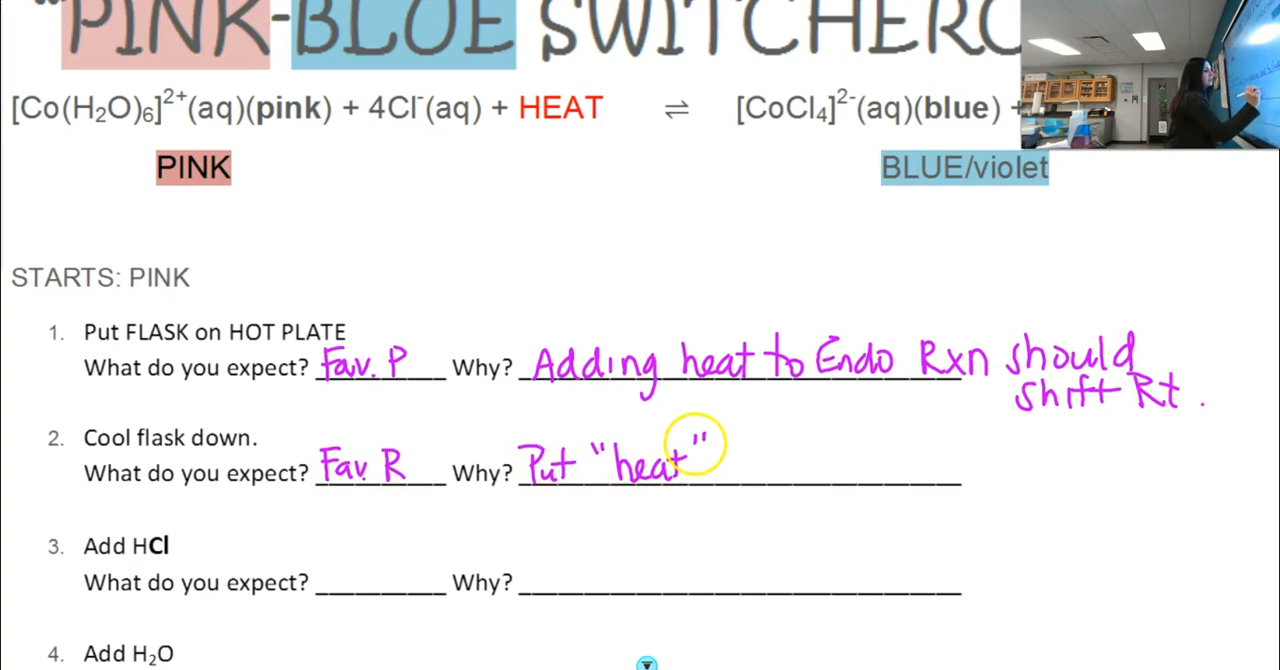 "PINK-BLUE SWITCHERO
[Co(H₂O)₆]²⁺(aq)(pink) + 4Cl⁻(aq) + HEAT ⇌ [CoCl₄]²⁻(aq)(blue) +
PINK BLUE/violet
STARTS: PINK
1. Put FLASK on HOT PLATE
What do you expect? Fav. P Why? Adding heat to Endo Rxn should
shift Rt.
2. Cool flask down.
What do you expect? Fav. R Why? Put "heat"
3. Add HCl
What do you expect? ________ Why? ________
4. Add H₂O